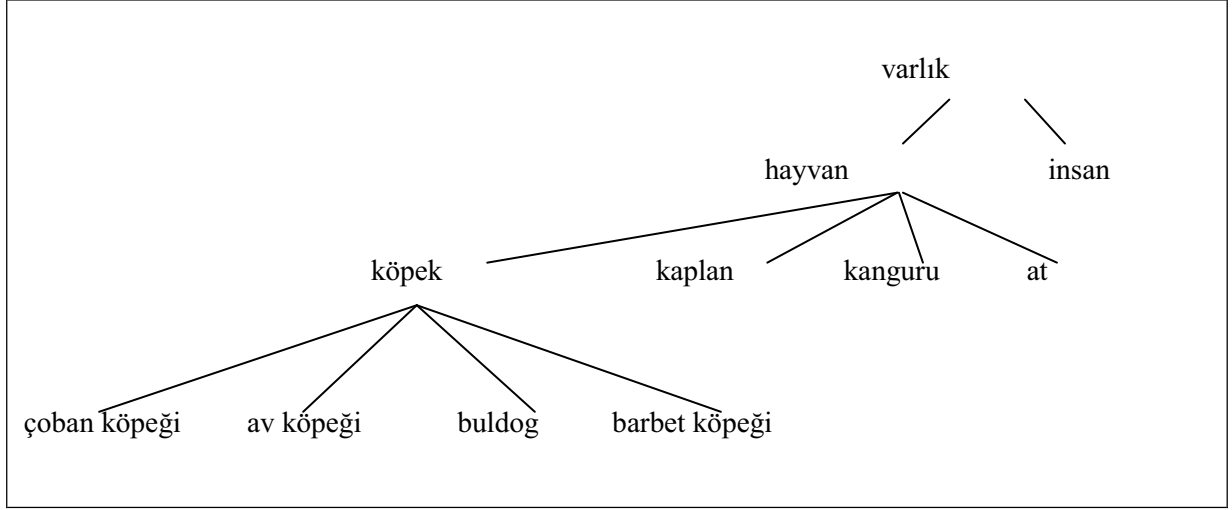 varlık
hayvan insan
köpek kaplan kanguru at
çoban köpeği av köpeği buldog barbet köpeği